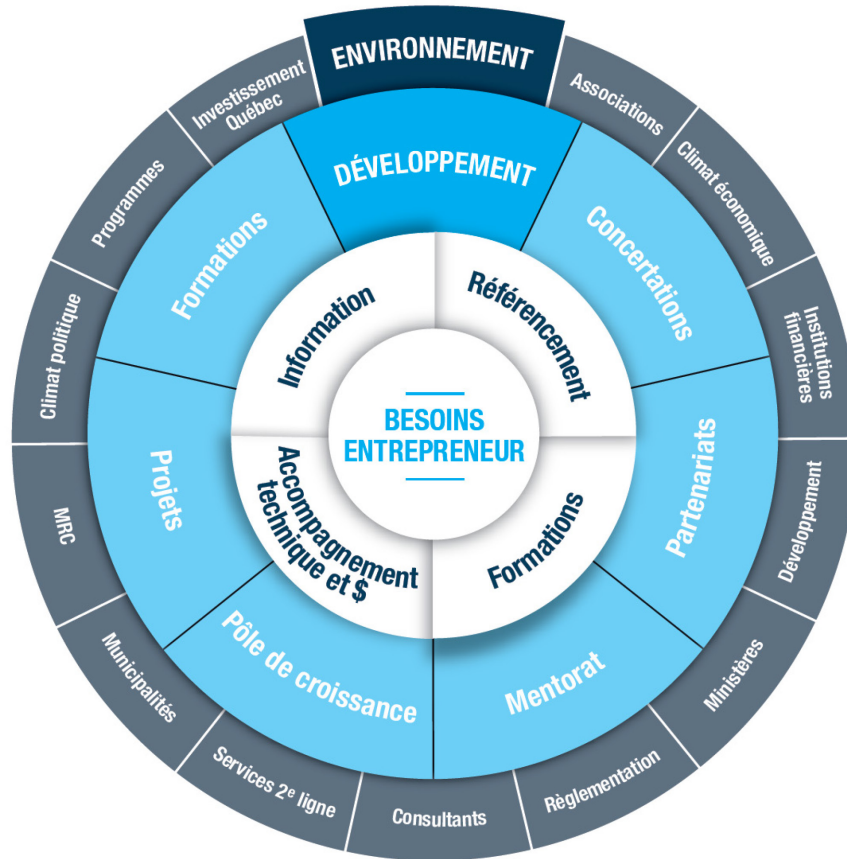 ENVIRONNEMENT
Associations
Climat économique
Institutions
financières
Développement
Ministères
Règlementation
Consultants
Services 2e ligne
Municipalités
MRC
Climat politique
Programmes
Investissement
Québec
DÉVELOPPEMENT
Concertations
Partenariats
Mentorat
Pôle de croissance
Projets
Formations
Information
Référencement
Formations
Accompagnement
technique et $
BESOINS
ENTREPRENEUR